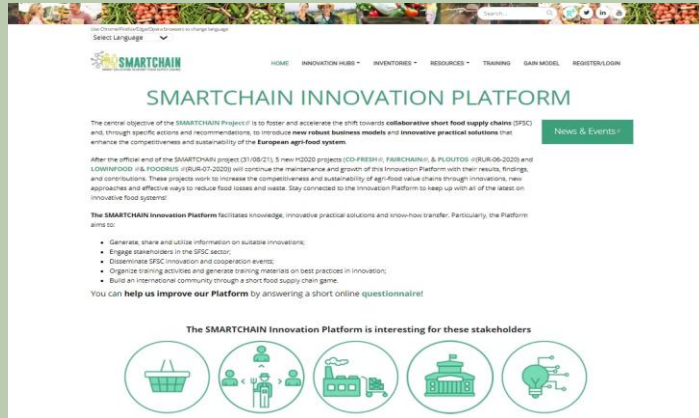 Search...
Use Chrome/Firefox/Edge/Opera browsers to change language
Select Language
SMARTCHAIN
HOME INNOVATION HUBS INVENTORIES RESOURCES TRAINING GAIN MODEL REGISTER/LOGIN
SMARTCHAIN INNOVATION PLATFORM
The central objective of the SMARTCHAIN Project is to foster and accelerate the shift towards collaborative short food supply chains (SFSC)
and, through specific actions and recommendations, to introduce new robust business models and innovative practical solutions that
enhance the competitiveness and sustainability of the European agri-food system.
News & Events
After the official end of the SMARTCHAIN project (31/08/21), 5 new H2020 projects (CO-FRESH, FAIRCHAIN, & PLOUTOS (RUR-06-2020) and
LOWINFOOD & FOODRUS (RUR-07-2020)) will continue the maintenance and growth of this Innovation Platform with their results, findings,
and contributions. These projects work to increase the competitiveness and sustainability of agri-food value chains through innovations, new
approaches and effective ways to reduce food losses and waste. Stay connected to the Innovation Platform to keep up with all of the latest on
innovative food systems!
The SMARTCHAIN Innovation Platform facilitates knowledge, innovative practical solutions and know-how transfer. Particularly, the Platform
aims to:
• Generate, share and utilize information on suitable innovations;
• Engage stakeholders in the SFSC sector;
• Disseminate SFSC innovation and cooperation events;
• Organize training activities and generate training materials on best practices in innovation;
• Build an international community through a short food supply chain game.
You can help us improve our Platform by answering a short online questionnaire!
The SMARTCHAIN Innovation Platform is interesting for these stakeholders